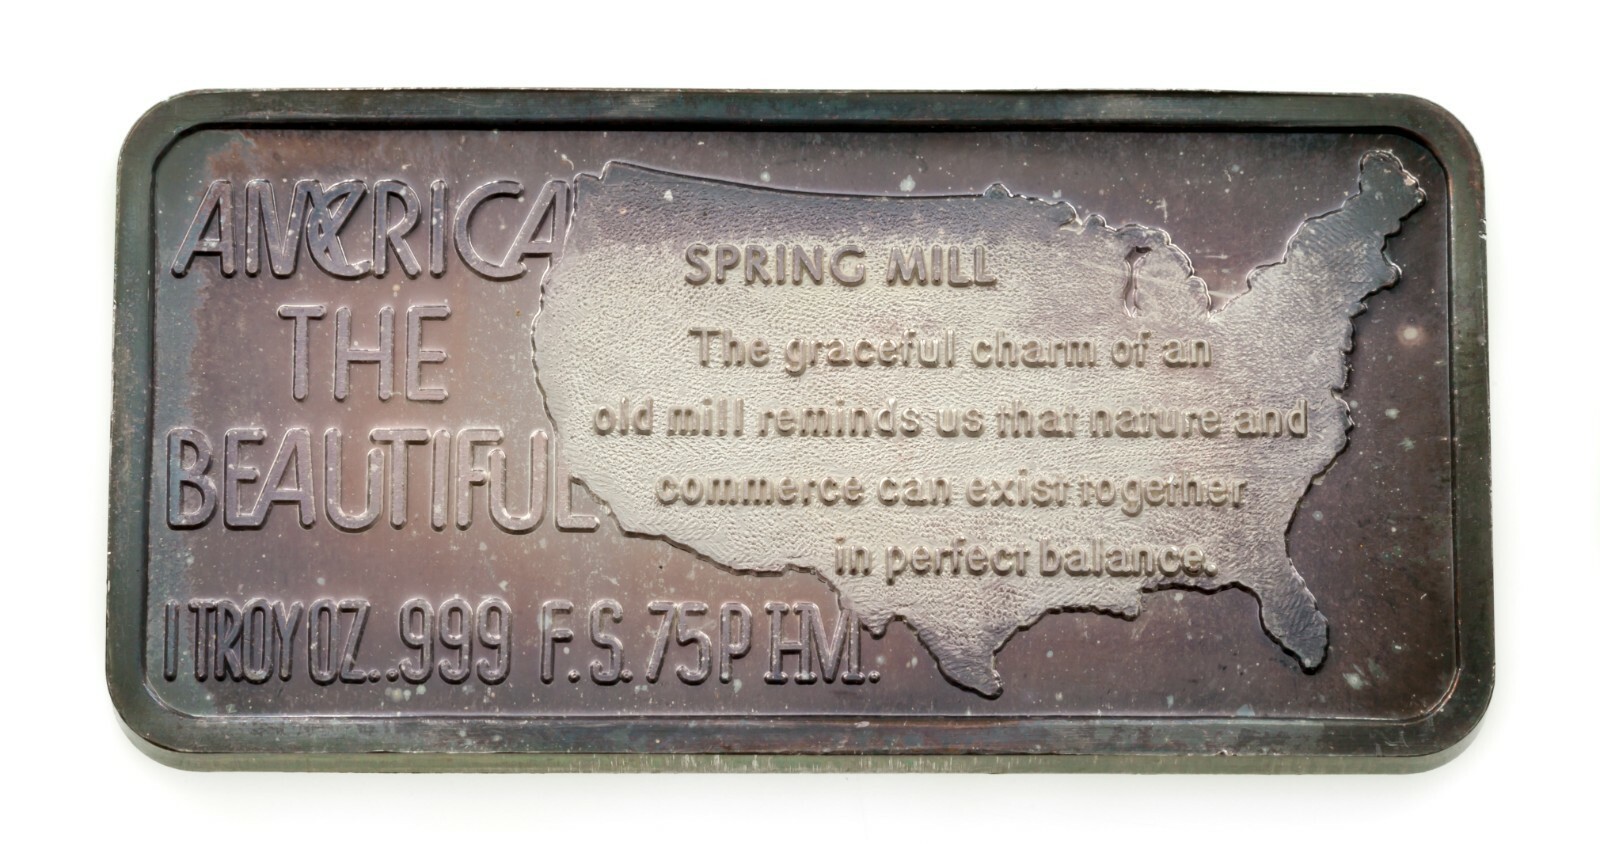 AMERICA
THE
BEAUTIFUL
1 TROY OZ..999 F.S.75P HM.
SPRING MILL
The graceful charm of an
old mill reminds us that nature and
commerce can exist together
in perfect balance.